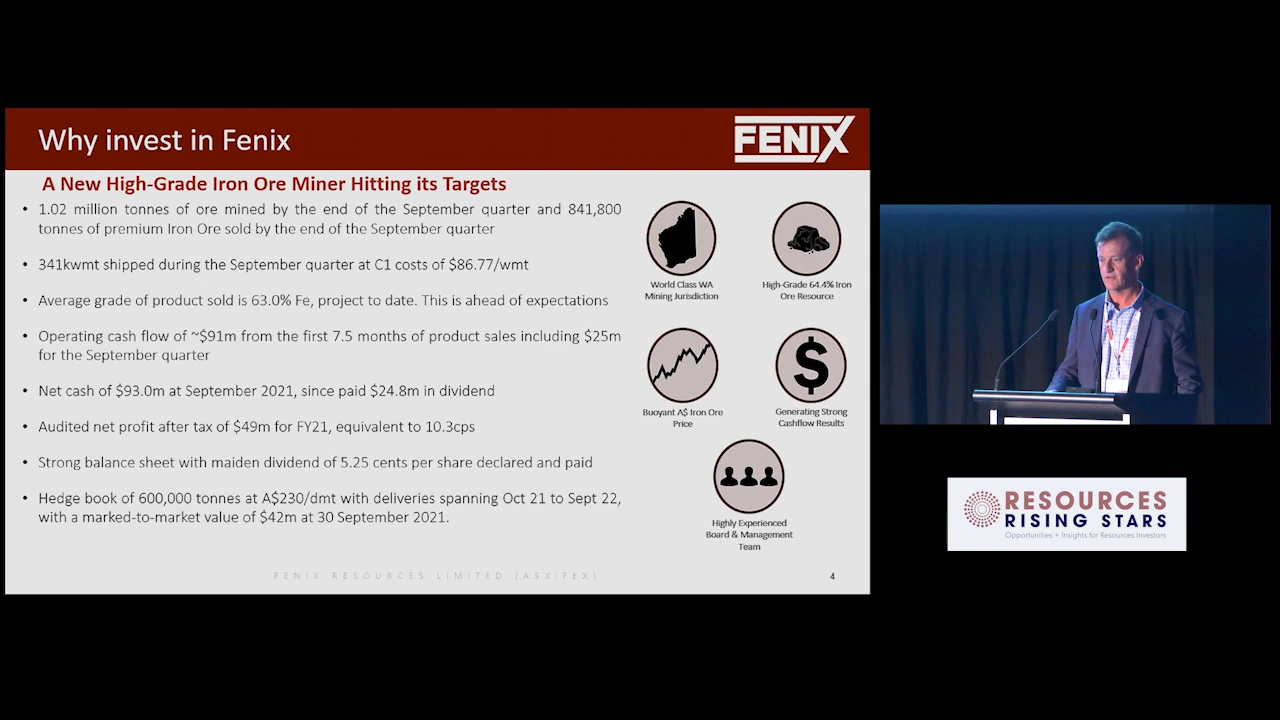 Why invest in Fenix
FENIX
A New High-Grade Iron Ore Miner Hitting its Targets
• 1.02 million tonnes of ore mined by the end of the September quarter and 841,800
tonnes of premium Iron Ore sold by the end of the September quarter
• 341kwmt shipped during the September quarter at C1 costs of $86.77/wmt
• Average grade of product sold is 63.0% Fe, project to date. This is ahead of expectations
• Operating cash flow of ~$91m from the first 7.5 months of product sales including $25m
for the September quarter
• Net cash of $93.0m at September 2021, since paid $24.8m in dividend
• Audited net profit after tax of $49m for FY21, equivalent to 10.3cps
• Strong balance sheet with maiden dividend of 5.25 cents per share declared and paid
• Hedge book of 600,000 tonnes at A$230/dmt with deliveries spanning Oct 21 to Sept 22,
with a marked-to-market value of $42m at 30 September 2021.
World Class WA
Mining Jurisdiction
High-Grade 64.4% Iron
Ore Resource
Buoyant A$ Iron Ore
Price
$
Generating Strong
Cashflow Results
Highly Experienced
Board & Management
Team
FENIX RESOURCES LIMITED (ASX:FEX)
4
RESOURCES
RISING STARS
Opportunities + Insights for Resources Investors